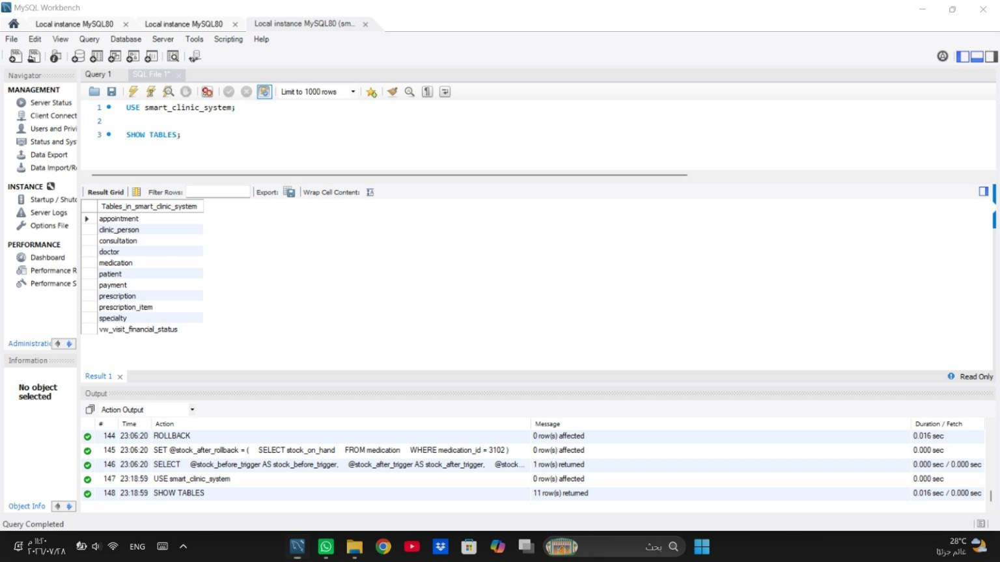 MySQL Workbench
Local instance MySQL80 × Local instance MySQL80 × Local instance MySQL80 (sm... ×
File Edit View Query Database Server Tools Scripting Help
Navigator
MANAGEMENT
Server Status
Client Connect
Users and Privi
Status and Sys
Data Export
Data Import/Re
INSTANCE
Startup / Shutd
Server Logs
Options File
PERFORMANCE
Dashboard
Performance R
Performance S
Administratio
Information
No object
selected
Object Info
Query 1 SQL File 1* ×
Limit to 1000 rows
1 USE smart_clinic_system;
2
3 SHOW TABLES;
Result Grid Filter Rows: Export: Wrap Cell Content:
Tables_in_smart_clinic_system
appointment
clinic_person
consultation
doctor
medication
patient
payment
prescription
prescription_item
specialty
vw_visit_financial_status
Result 1 × Read Only
Output
Action Output
# Time Action Message Duration / Fetch
144 23:06:20 ROLLBACK 0 row(s) affected 0.016 sec
145 23:06:20 SET @stock_after_rollback = ( SELECT stock_on_hand FROM medication WHERE medication_id = 3102 ) 0 row(s) affected 0.000 sec
146 23:06:20 SELECT @stock_before_trigger AS stock_before_trigger, @stock_after_trigger AS stock_after_trigger, @stock... 1 row(s) returned 0.000 sec / 0.000 sec
147 23:18:59 USE smart_clinic_system 0 row(s) affected 0.000 sec
148 23:18:59 SHOW TABLES 11 row(s) returned 0.016 sec / 0.000 sec
Query Completed
١١:٢٠ م
٢٠٢٦/٠٧/٢٨
ENG
بحث
28°C
غائم جزئيًا